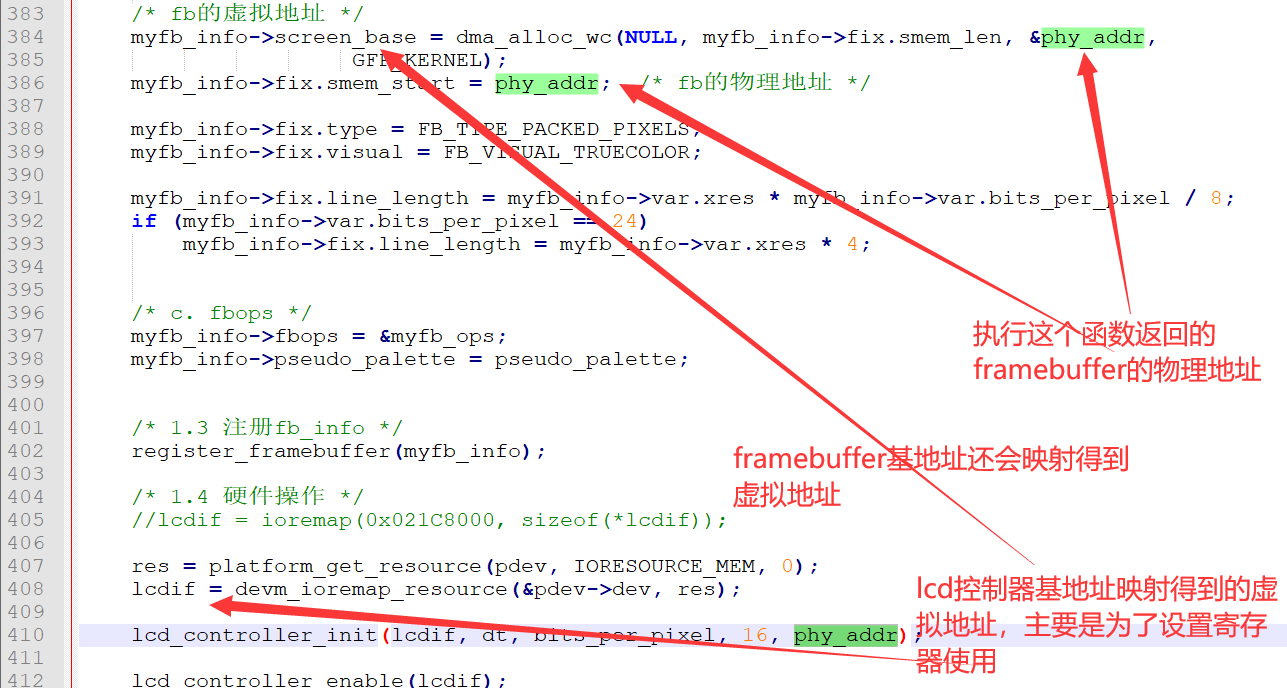 383 /* fb的虚拟地址 */
384 myfb_info->screen_base = dma_alloc_wc(NULL, myfb_info->fix.smem_len, &phy_addr,
385 GFP_KERNEL);
386 myfb_info->fix.smem_start = phy_addr; /* fb的物理地址 */
387
388 myfb_info->fix.type = FB_TYPE_PACKED_PIXELS;
389 myfb_info->fix.visual = FB_VISUAL_TRUECOLOR;
390
391 myfb_info->fix.line_length = myfb_info->var.xres * myfb_info->var.bits_per_pixel / 8;
392 if (myfb_info->var.bits_per_pixel == 24)
393 myfb_info->fix.line_length = myfb_info->var.xres * 4;
394
395
396 /* c. fbops */
397 myfb_info->fbops = &myfb_ops;
398 myfb_info->pseudo_palette = pseudo_palette;
399
400
401 /* 1.3 注册fb_info */
402 register_framebuffer(myfb_info);
403
404 /* 1.4 硬件操作 */
405 //lcdif = ioremap(0x021C8000, sizeof(*lcdif));
406
407 res = platform_get_resource(pdev, IORESOURCE_MEM, 0);
408 lcdif = devm_ioremap_resource(&pdev->dev, res);
409
410 lcd_controller_init(lcdif, dt, bits_per_pixel, 16, phy_addr);
411
412 lcd_controller_enable(lcdif);
执行这个函数返回的
framebuffer的物理地址
framebuffer基地址还会映射得到
虚拟地址
lcd控制器基地址映射得到的虚
拟地址，主要是为了设置寄存
器使用